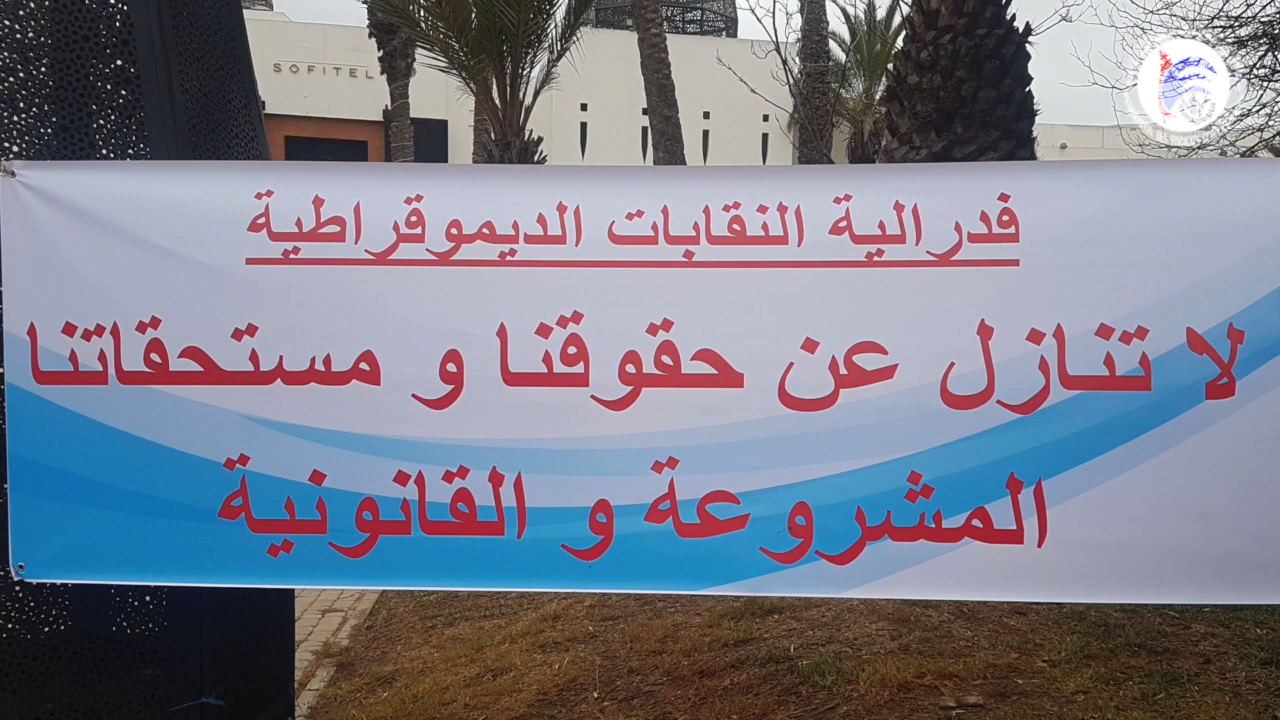 SOFITEL
فدرالية النقابات الديموقراطية
لا تنازل عن حقوقنا و مستحقاتنا
المشروعة و القانونية